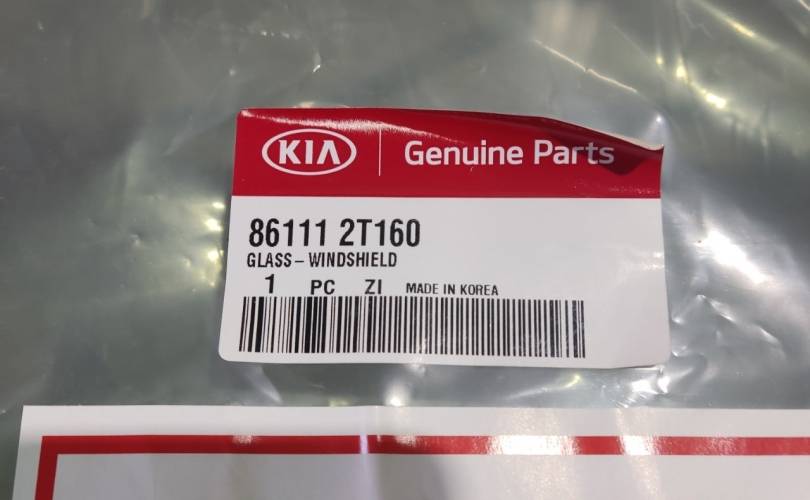 KIA Genuine Parts
86111 2T160
GLASS – WINDSHIELD
1 PC ZI MADE IN KOREA